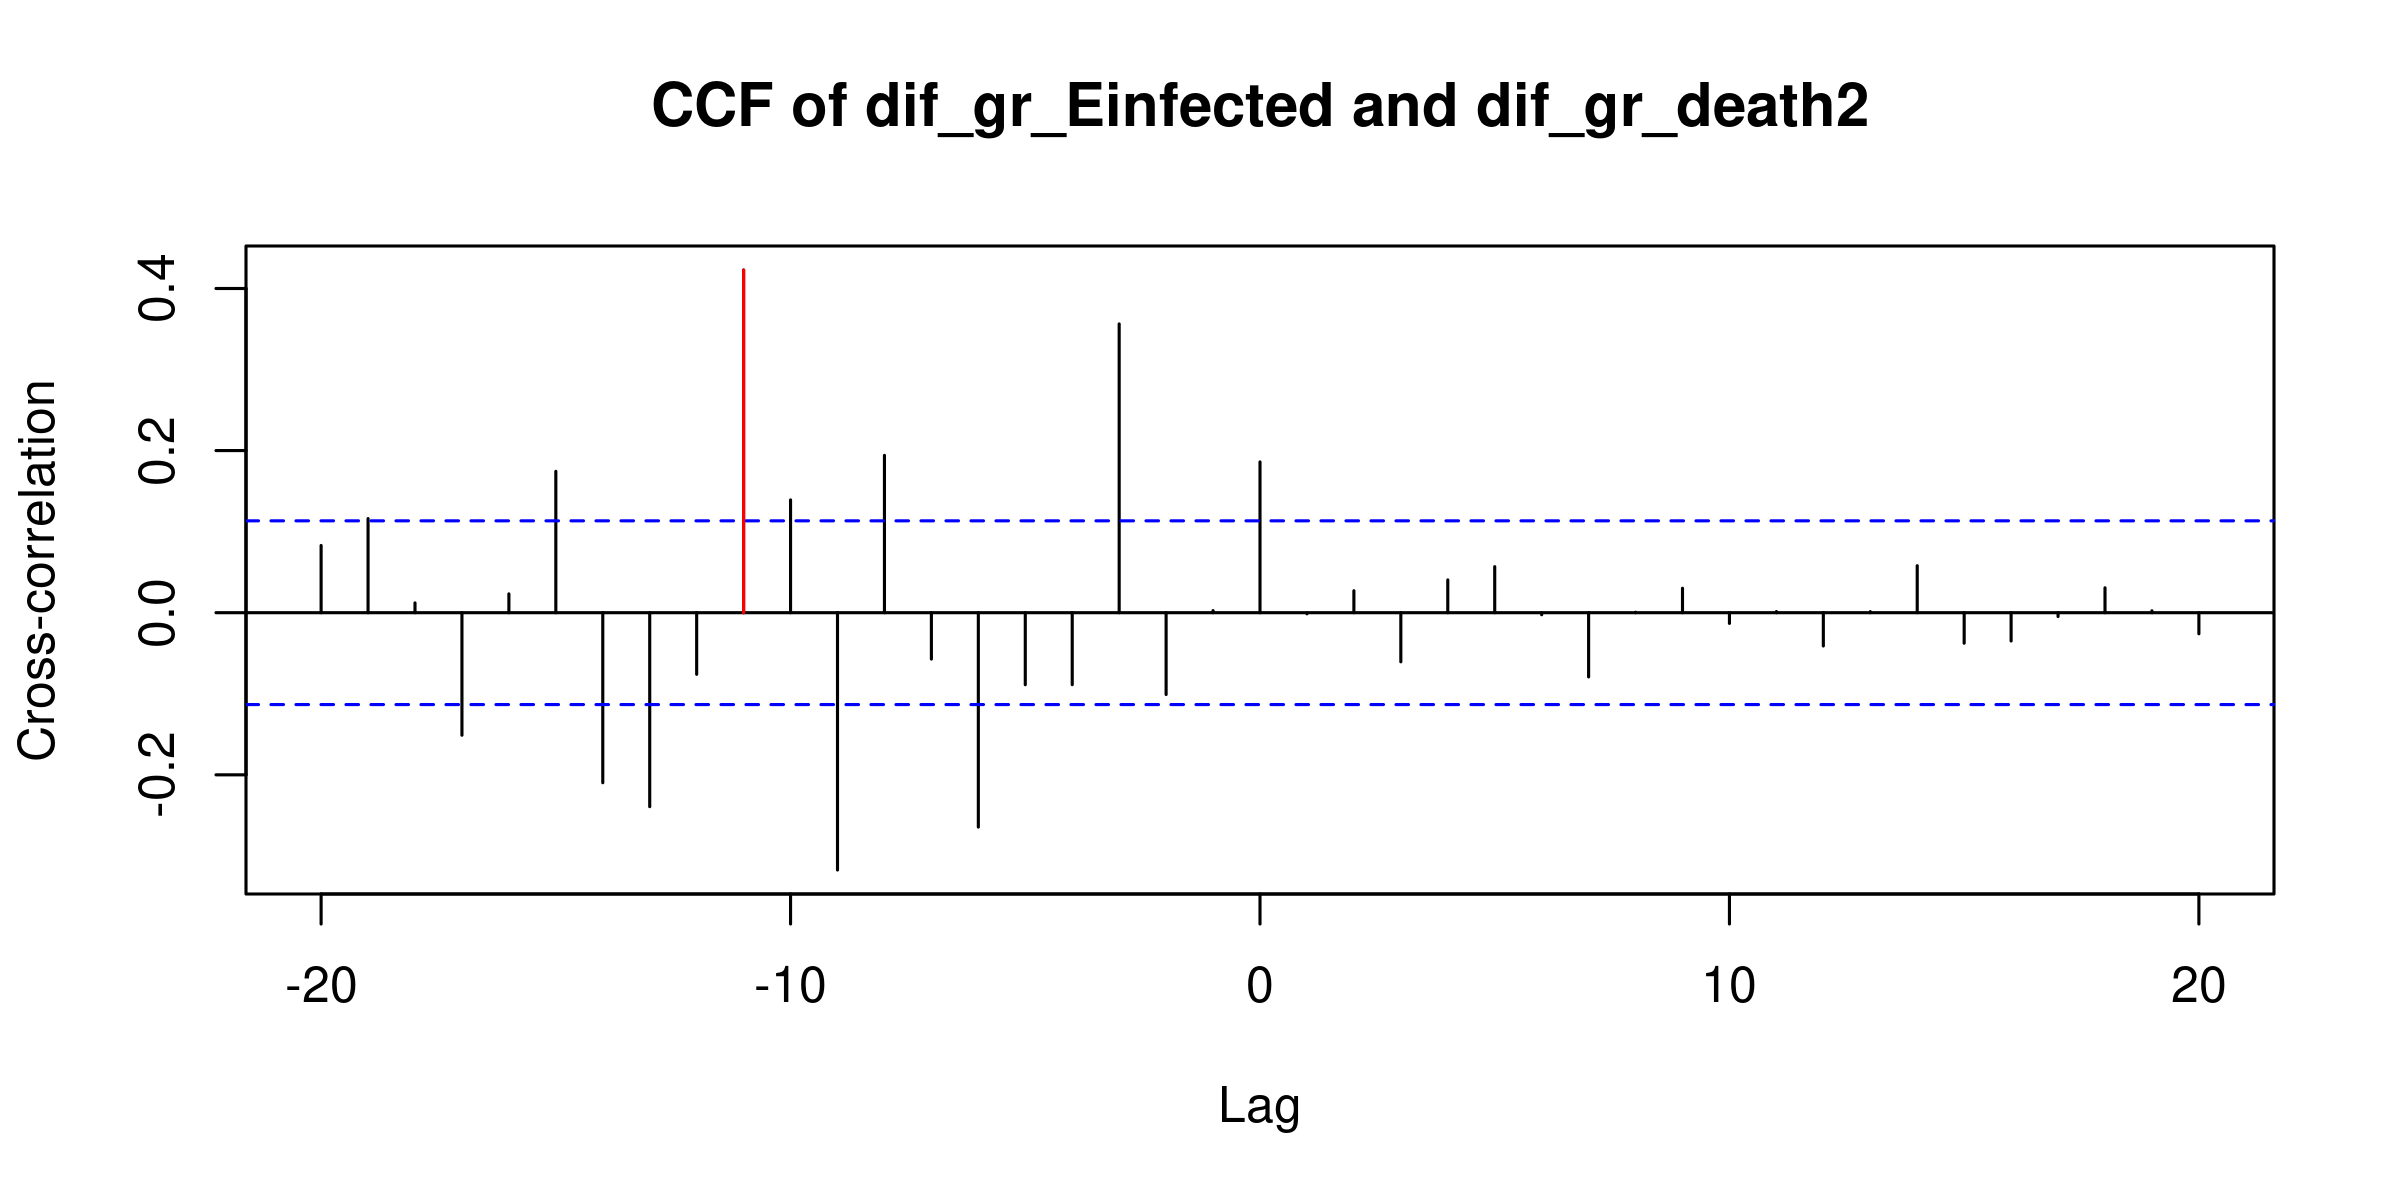 CCF of dif_gr_Einfected and dif_gr_death2
Cross-correlation
0.4
0.2
0.0
-0.2
-20 -10 0 10 20
Lag